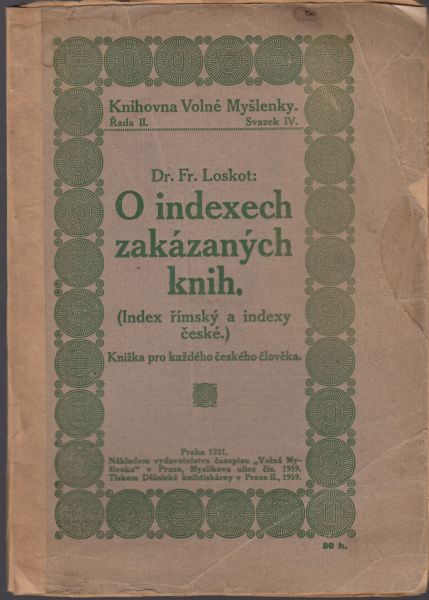 Knihovna Volné Myšlenky.
Řada II. Svazek IV.
Dr. Fr. Loskot:
O indexech
zakázaných
knih.
(Index římský a indexy
české.)
Knížka pro každého českého člověka.
Praha 1911.
Nákladem vydavatelstva časopisu „Volná My-
šlenka“ v Praze, Myslíkova ulice čís. 1959.
Tiskem Dělnické knihtiskárny v Praze II., 1959.
80 h.